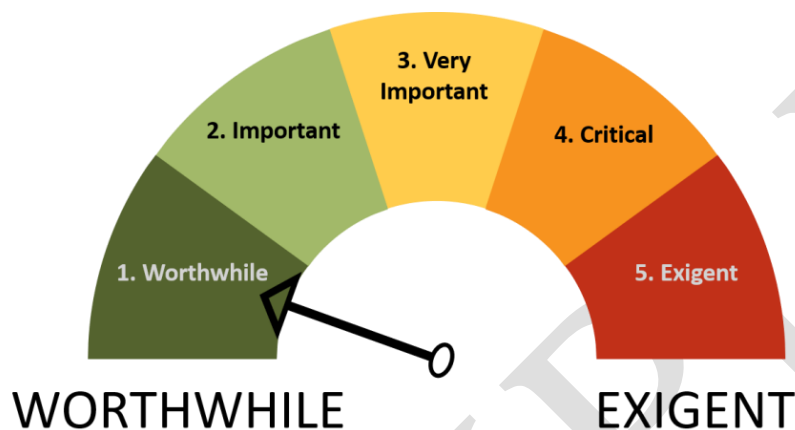 3. Very
Important
2. Important
4. Critical
1. Worthwhile
5. Exigent
WORTHWHILE
EXIGENT